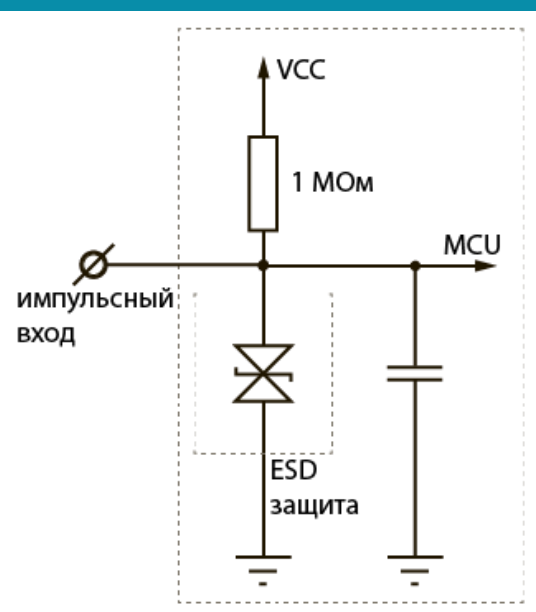 VCC
1 МОм
MCU
импульсный
вход
ESD
защита